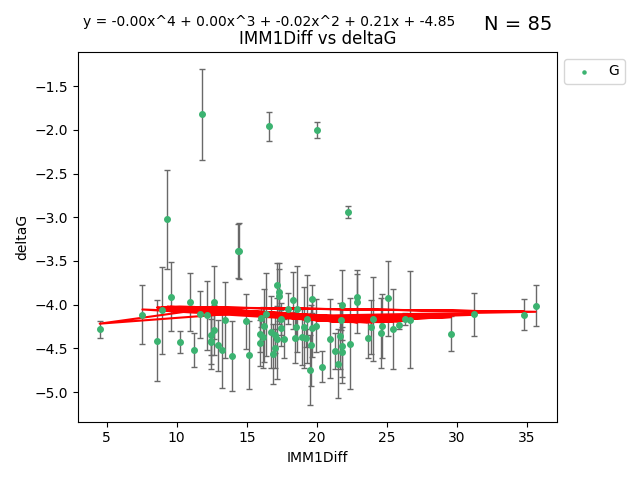 y = -0.00x^4 + 0.00x^3 + -0.02x^2 + 0.21x + -4.85
N = 85
IMM1Diff vs deltaG
G
deltaG
−1.5
−2.0
−2.5
−3.0
−3.5
−4.0
−4.5
−5.0
5 10 15 20 25 30 35
IMM1Diff